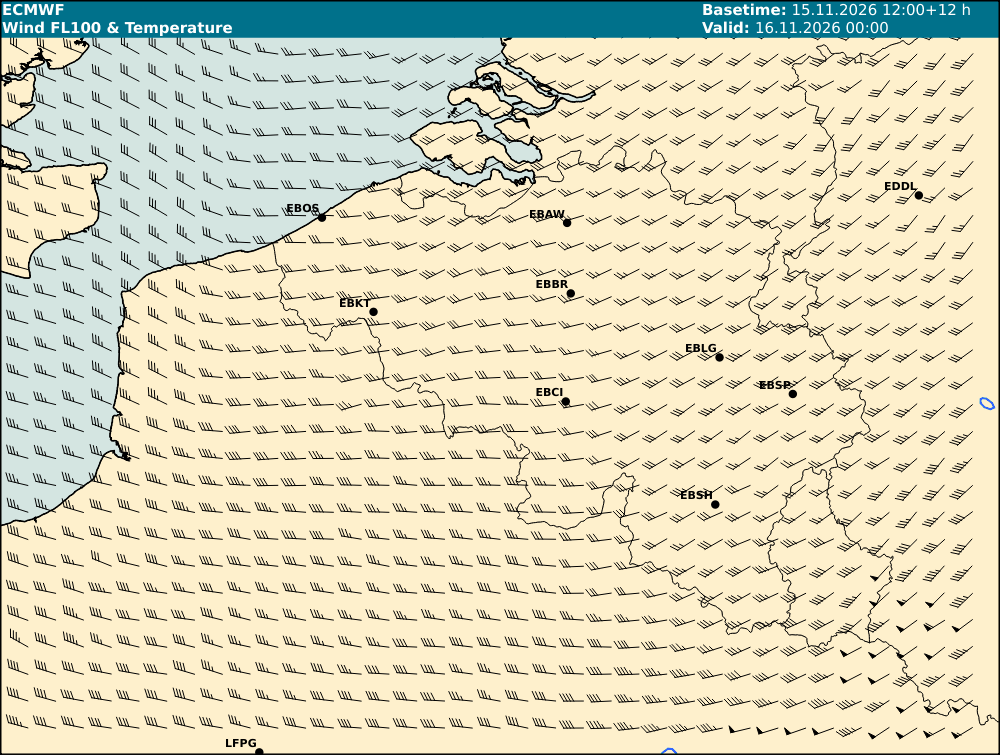 ECMWF
Wind FL100 & Temperature
Basetime: 15.11.2026 12:00+12 h
Valid: 16.11.2026 00:00
EDDL
EBOS
EBAW
EBBR
EBKT
EBLG
EBSP
EBCI
EBSH
LFPG